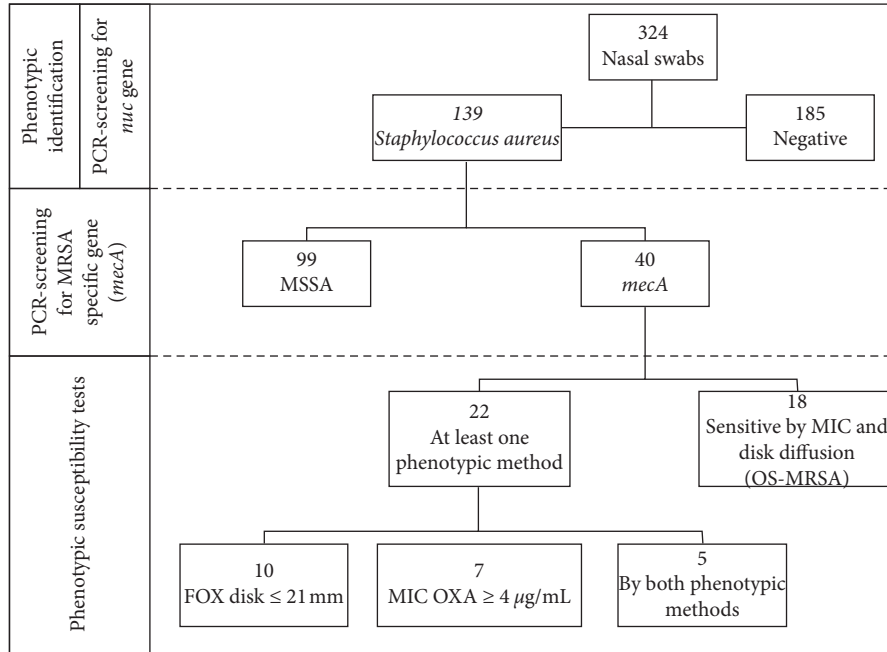 Phenotypic
identification
PCR-screening for
nuc gene
324
Nasal swabs
139
Staphylococcus aureus
185
Negative
PCR-screening
for MRSA
specific gene
(mecA)
99
MSSA
40
mecA
Phenotypic susceptibility tests
22
At least one
phenotypic method
18
Sensitive by MIC and
disk diffusion
(OS-MRSA)
10
FOX disk ≤ 21 mm
7
MIC OXA ≥ 4 μg/mL
5
By both phenotypic
methods